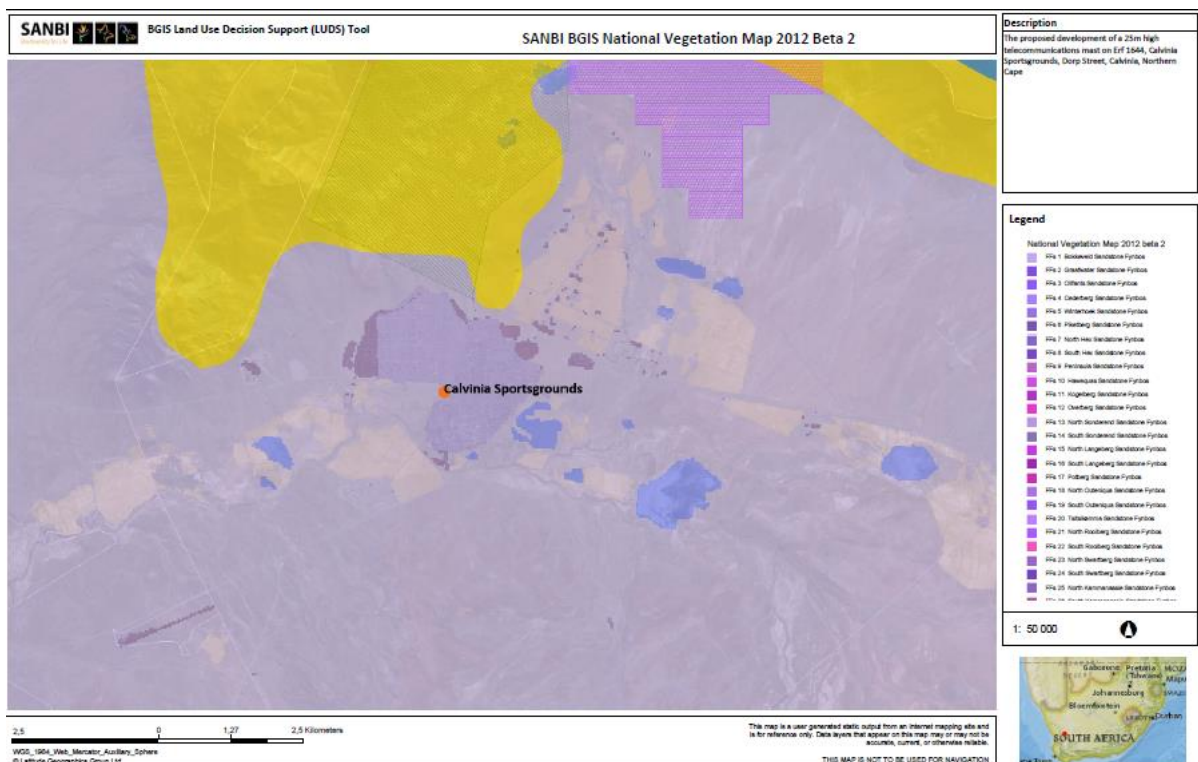 SANBI
BGIS Land Use Decision Support (LUDS) Tool
SANBI BGIS National Vegetation Map 2012 Beta 2
Description
The proposed development of a 25m high
telecommunications mast on Erf 1644, Calvinia
Sportsgrounds, Dorp Street, Calvinia, Northern
Cape
Calvinia Sportsgrounds
Legend
National Vegetation Map 2012 beta 2
FFs 1 Bokkeveld Sandstone Fynbos
FFs 2 Graafwater Sandstone Fynbos
FFs 3 Olifants Sandstone Fynbos
FFs 4 Cederberg Sandstone Fynbos
FFs 5 Winterhoek Sandstone Fynbos
FFs 6 Piketberg Sandstone Fynbos
FFs 7 North Hex Sandstone Fynbos
FFs 8 South Hex Sandstone Fynbos
FFs 9 Peninsula Sandstone Fynbos
FFs 10 Hawequas Sandstone Fynbos
FFs 11 Kogelberg Sandstone Fynbos
FFs 12 Overberg Sandstone Fynbos
FFs 13 North Sonderend Sandstone Fynbos
FFs 14 South Sonderend Sandstone Fynbos
FFs 15 North Langeberg Sandstone Fynbos
FFs 16 South Langeberg Sandstone Fynbos
FFs 17 Potberg Sandstone Fynbos
FFs 18 North Outeniqua Sandstone Fynbos
FFs 19 South Outeniqua Sandstone Fynbos
FFs 20 Tsitsikamma Sandstone Fynbos
FFs 21 North Rooiberg Sandstone Fynbos
FFs 22 South Rooiberg Sandstone Fynbos
FFs 23 North Swartberg Sandstone Fynbos
FFs 24 South Swartberg Sandstone Fynbos
FFs 25 North Kammanassie Sandstone Fynbos
1: 50 000
Gaborone Pretoria
(Tshwane)
Johannesburg
Bloemfontein
Durban
SOUTH AFRICA
2,5 0 1,27 2,5 Kilometers
WGS_1984_Web_Mercator_Auxiliary_Sphere
© Latitude Geographics Group Ltd.
This map is a user generated static output from an Internet mapping site and
is for reference only. Data layers that appear on this map may or may not be
accurate, current, or otherwise reliable.
THIS MAP IS NOT TO BE USED FOR NAVIGATION